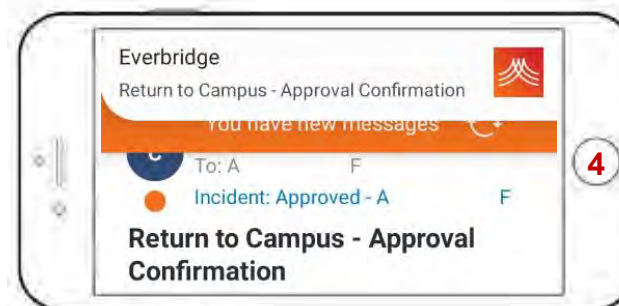 Everbridge
Return to Campus - Approval Confirmation
You have new messages
To: A F
Incident: Approved - A F
Return to Campus - Approval
Confirmation
4